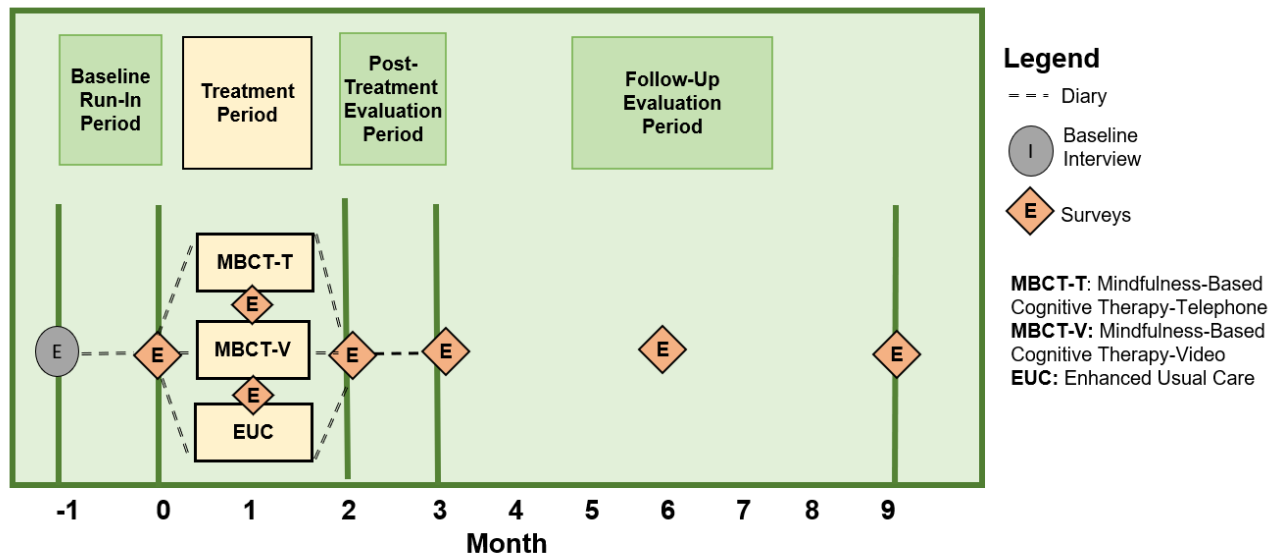 Baseline
Run-In
Period
Treatment
Period
Post-
Treatment
Evaluation
Period
Follow-Up
Evaluation
Period
MBCT-T
E
E
E
MBCT-V
E
E
E
E
E
EUC
-1 0 1 2 3 4 5 6 7 8 9
Month
Legend
Diary
I
Baseline
Interview
E
Surveys
MBCT-T: Mindfulness-Based
Cognitive Therapy-Telephone
MBCT-V: Mindfulness-Based
Cognitive Therapy-Video
EUC: Enhanced Usual Care